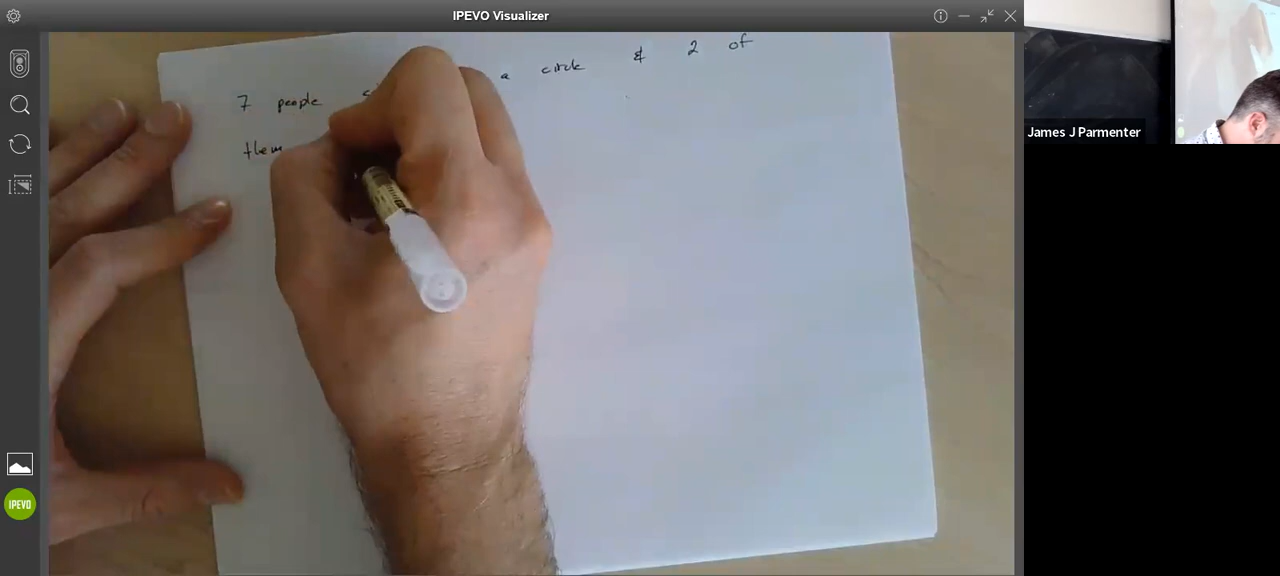 IPEVO Visualizer
7 people a circle & 2 of
them
James J Parmenter
IPEVO